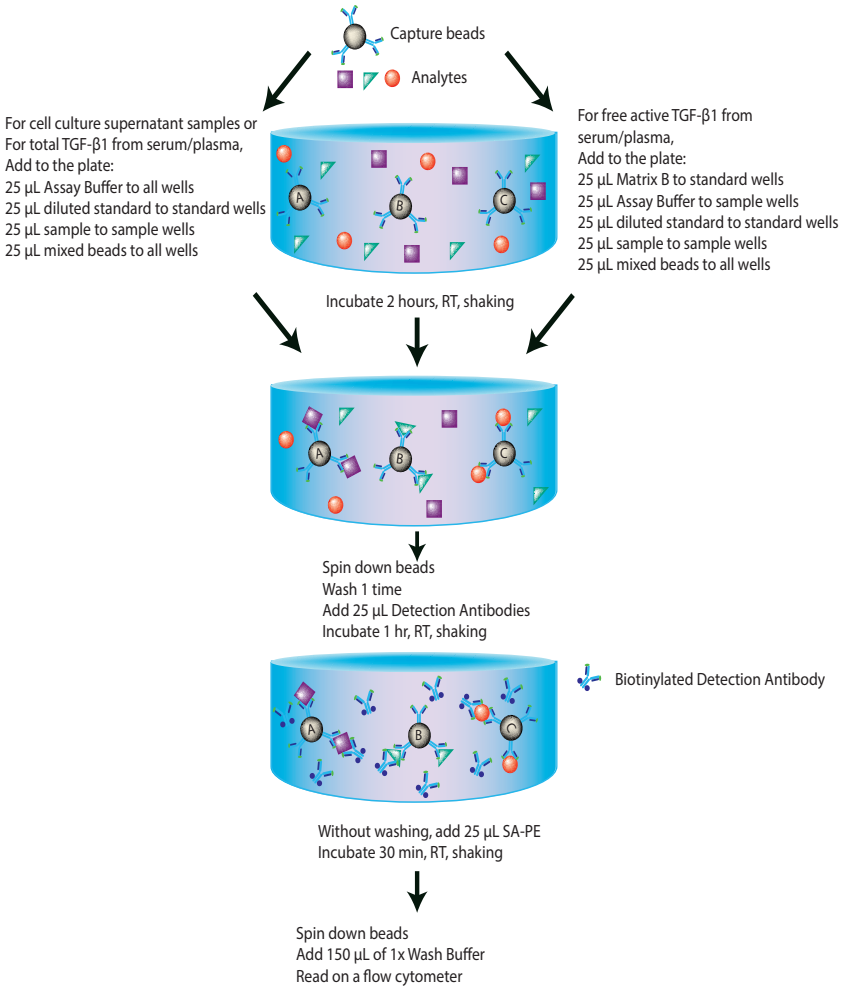 Capture beads
Analytes
For cell culture supernatant samples or
For total TGF-β1 from serum/plasma,
Add to the plate:
25 µL Assay Buffer to all wells
25 µL diluted standard to standard wells
25 µL sample to sample wells
25 µL mixed beads to all wells
For free active TGF-β1 from
serum/plasma,
Add to the plate:
25 µL Matrix B to standard wells
25 µL Assay Buffer to sample wells
25 µL diluted standard to standard wells
25 µL sample to sample wells
25 µL mixed beads to all wells
A
B
C
Incubate 2 hours, RT, shaking
A
B
C
Spin down beads
Wash 1 time
Add 25 µL Detection Antibodies
Incubate 1 hr, RT, shaking
Biotinylated Detection Antibody
A
B
C
Without washing, add 25 µL SA-PE
Incubate 30 min, RT, shaking
Spin down beads
Add 150 µL of 1x Wash Buffer
Read on a flow cytometer